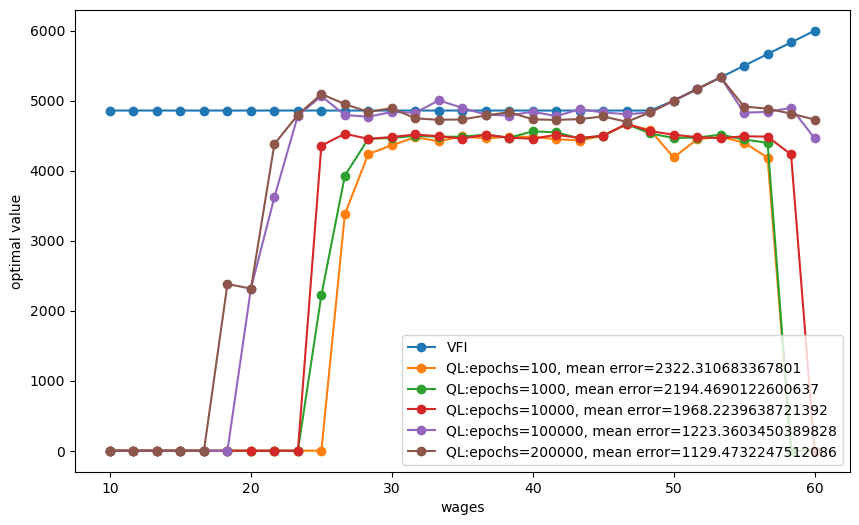 6000
5000
4000
3000
2000
1000
0
optimal value
10
20
30
40
50
60
wages
VFI
QL:epochs=100, mean error=2322.310683367801
QL:epochs=1000, mean error=2194.4690122600637
QL:epochs=10000, mean error=1968.2239638721392
QL:epochs=100000, mean error=1223.3603450389828
QL:epochs=200000, mean error=1129.4732247512086